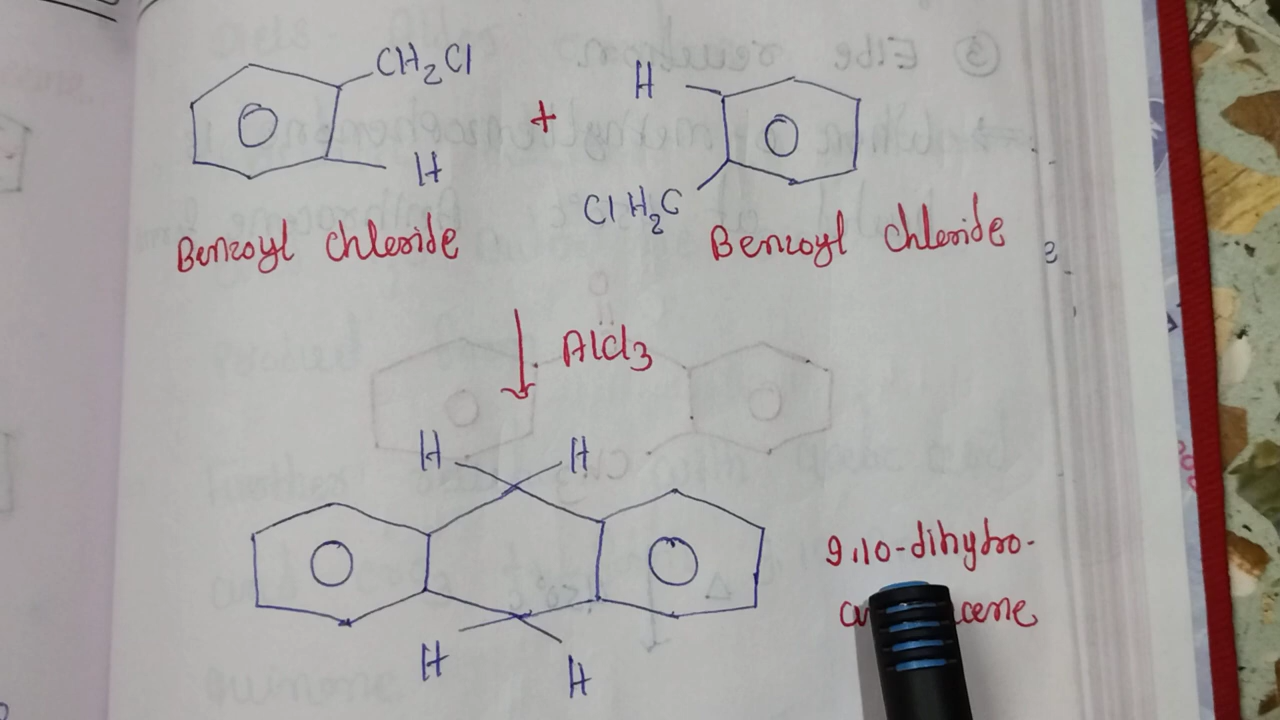 CH₂Cl
H
+
H
ClH₂C
Benzoyl chloride
Benzoyl chloride
AlCl3
H H
9,10-dihydro-
H H